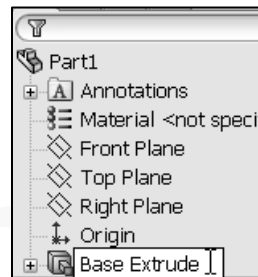 Part1
Annotations
Material <not speci
Front Plane
Top Plane
Right Plane
Origin
Base Extrude